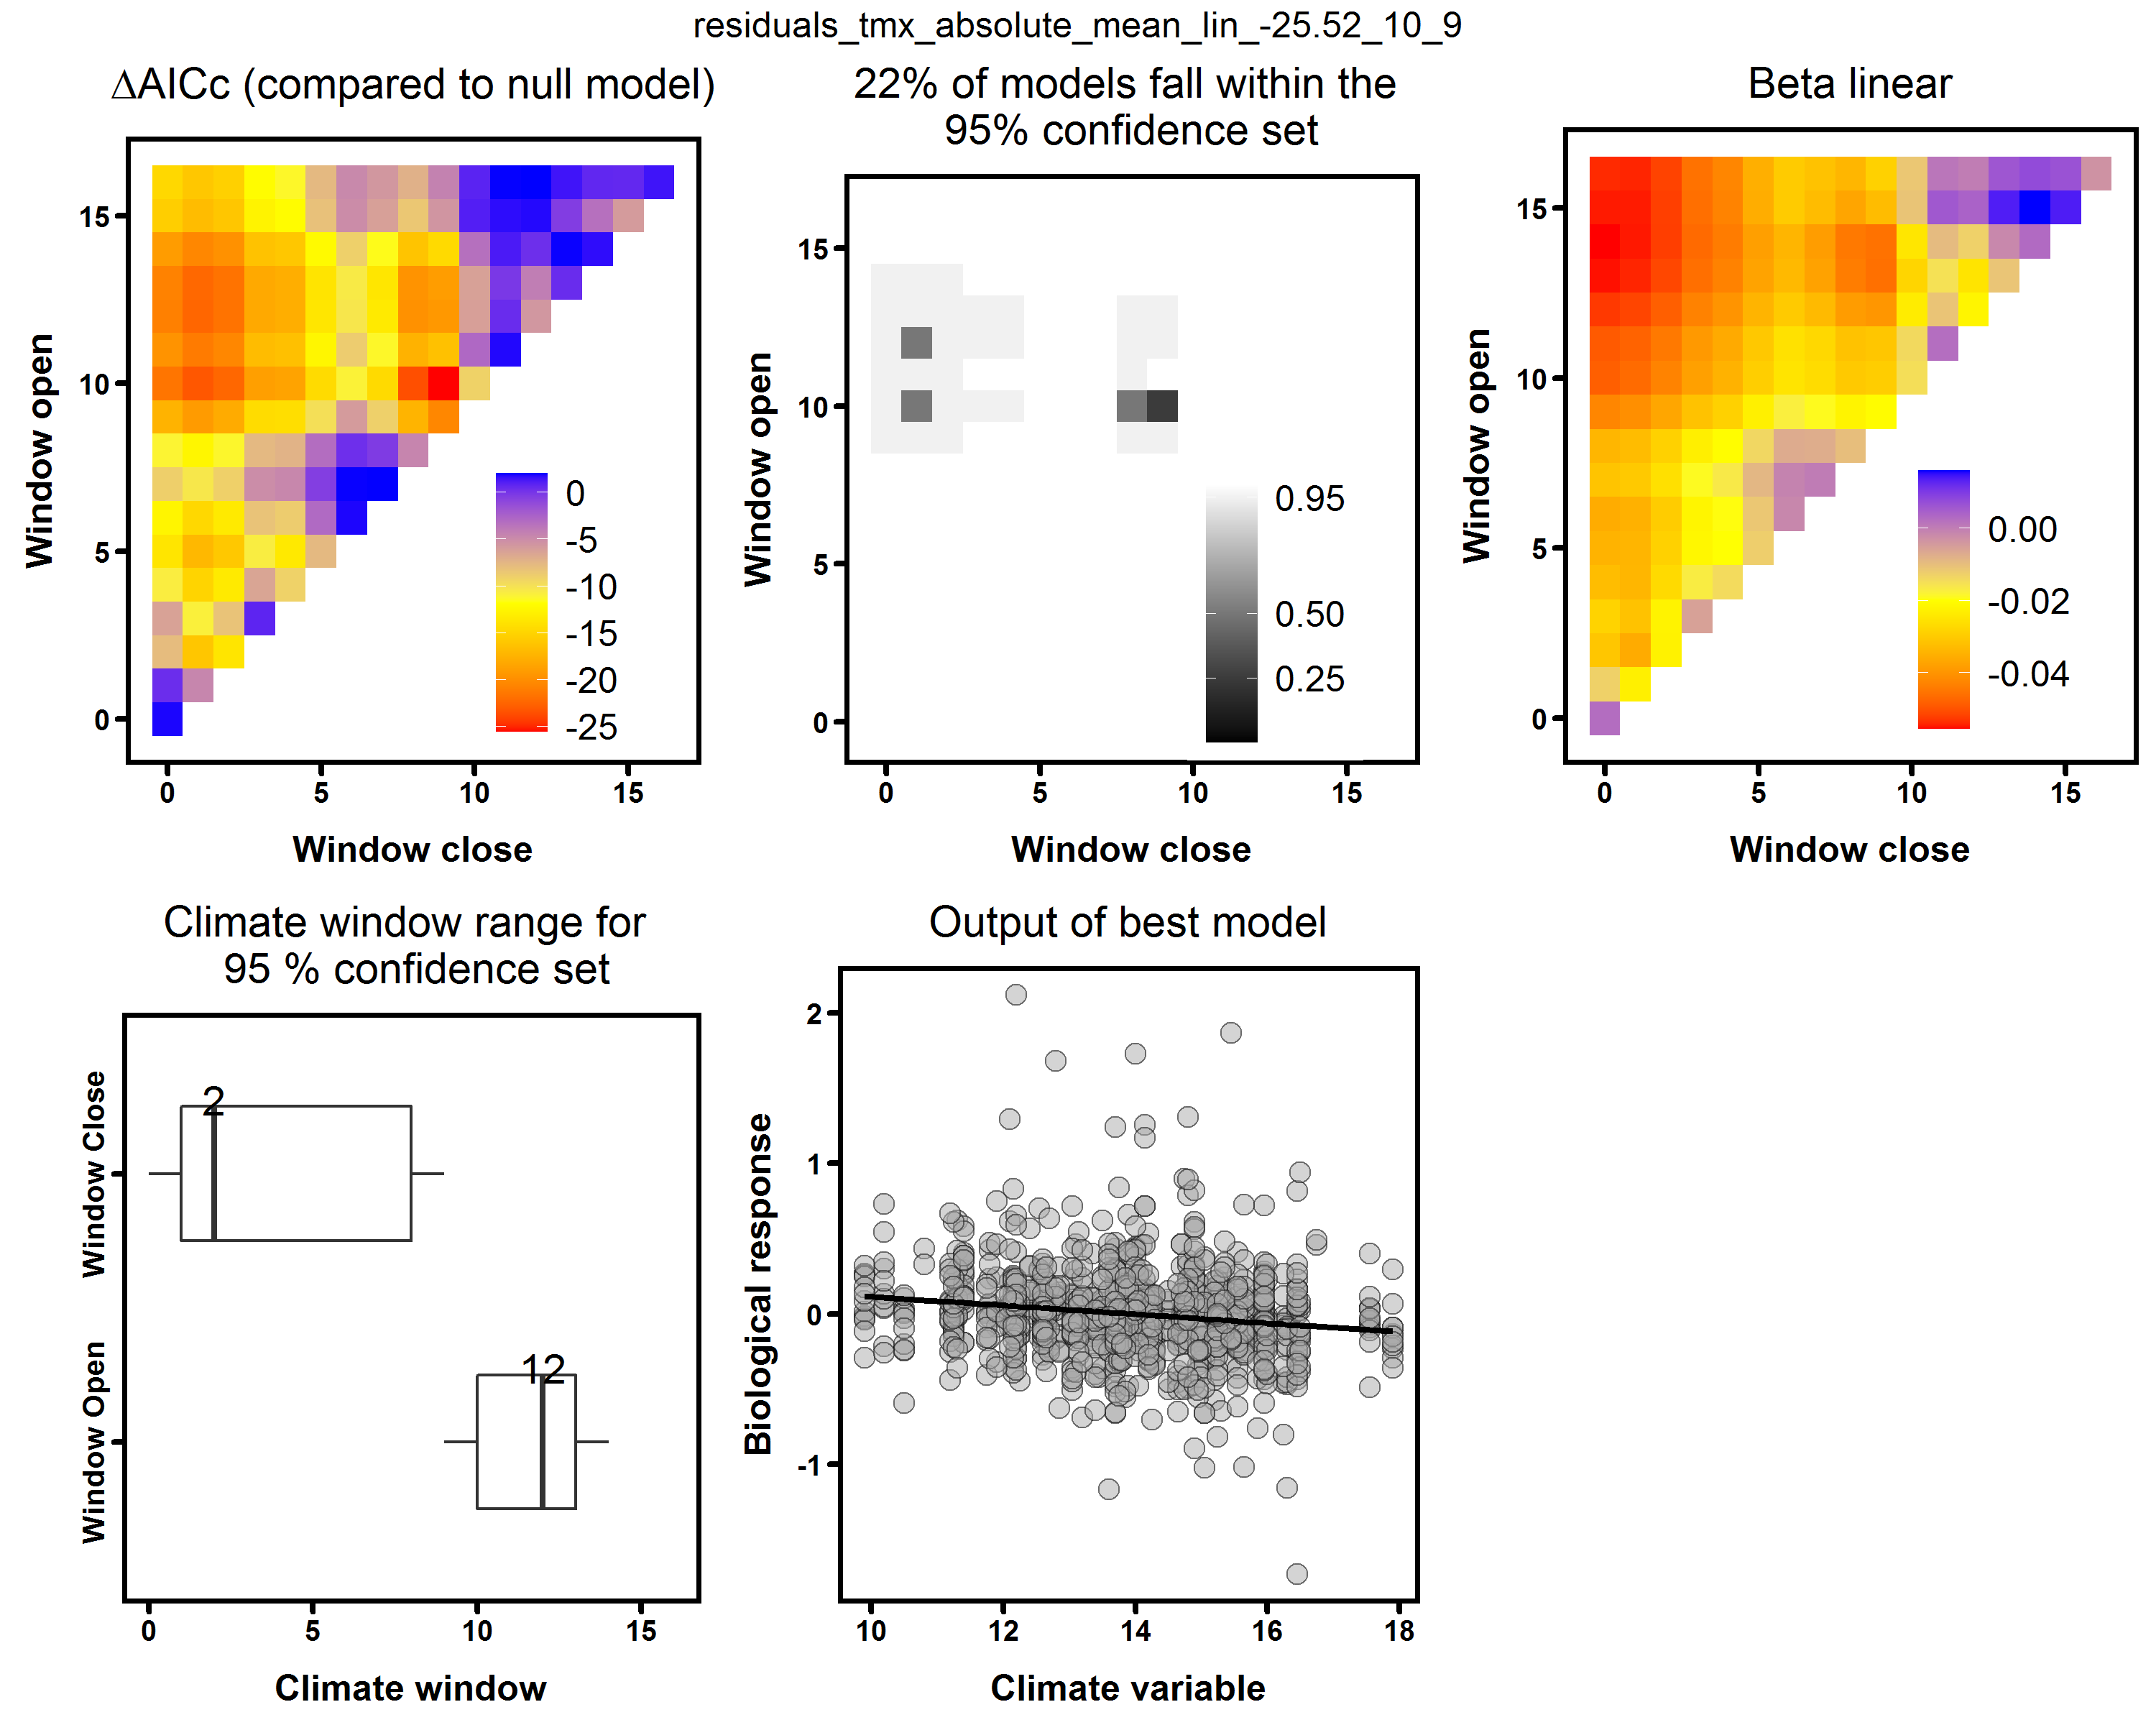 residuals_tmx_absolute_mean_lin_-25.52_10_9
ΔAICc (compared to null model)
Window open
15
10
5
0
0
-5
-10
-15
-20
-25
0 5 10 15
Window close
22% of models fall within the
95% confidence set
Window open
15
10
5
0
0.95
0.50
0.25
0 5 10 15
Window close
Beta linear
Window open
15
10
5
0
0.00
-0.02
-0.04
0 5 10 15
Window close
Climate window range for
95 % confidence set
Window Close
2
Window Open
12
0 5 10 15
Climate window
Output of best model
Biological response
2
1
0
-1
10 12 14 16 18
Climate variable